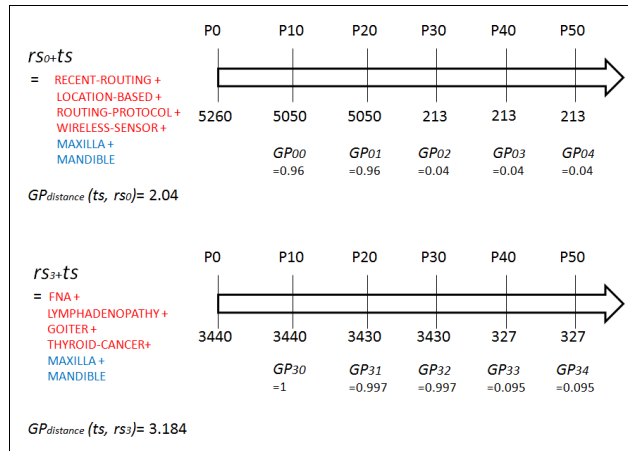 P0 P10 P20 P30 P40 P50
rs0+ts
= RECENT-ROUTING +
LOCATION-BASED +
ROUTING-PROTOCOL +
WIRELESS-SENSOR +
MAXILLA +
MANDIBLE
5260 5050 5050 213 213 213
GP00 GP01 GP02 GP03 GP04
=0.96 =0.96 =0.04 =0.04 =0.04
GPdistance (ts, rs0)= 2.04
P0 P10 P20 P30 P40 P50
rs3+ts
= FNA +
LYMPHADENOPATHY +
GOITER +
THYROID-CANCER+
MAXILLA +
MANDIBLE
3440 3440 3430 3430 327 327
GP30 GP31 GP32 GP33 GP34
=1 =0.997 =0.997 =0.095 =0.095
GPdistance (ts, rs3)= 3.184